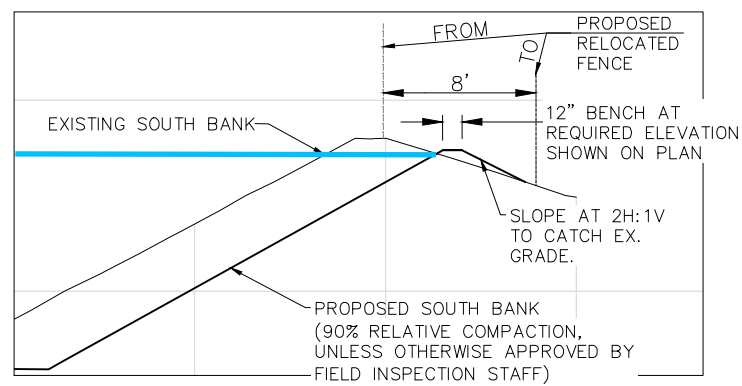 FROM
TO
PROPOSED
RELOCATED
FENCE
8'
12" BENCH AT
REQUIRED ELEVATION
SHOWN ON PLAN
EXISTING SOUTH BANK
SLOPE AT 2H:1V
TO CATCH EX.
GRADE.
PROPOSED SOUTH BANK
(90% RELATIVE COMPACTION,
UNLESS OTHERWISE APPROVED BY
FIELD INSPECTION STAFF)